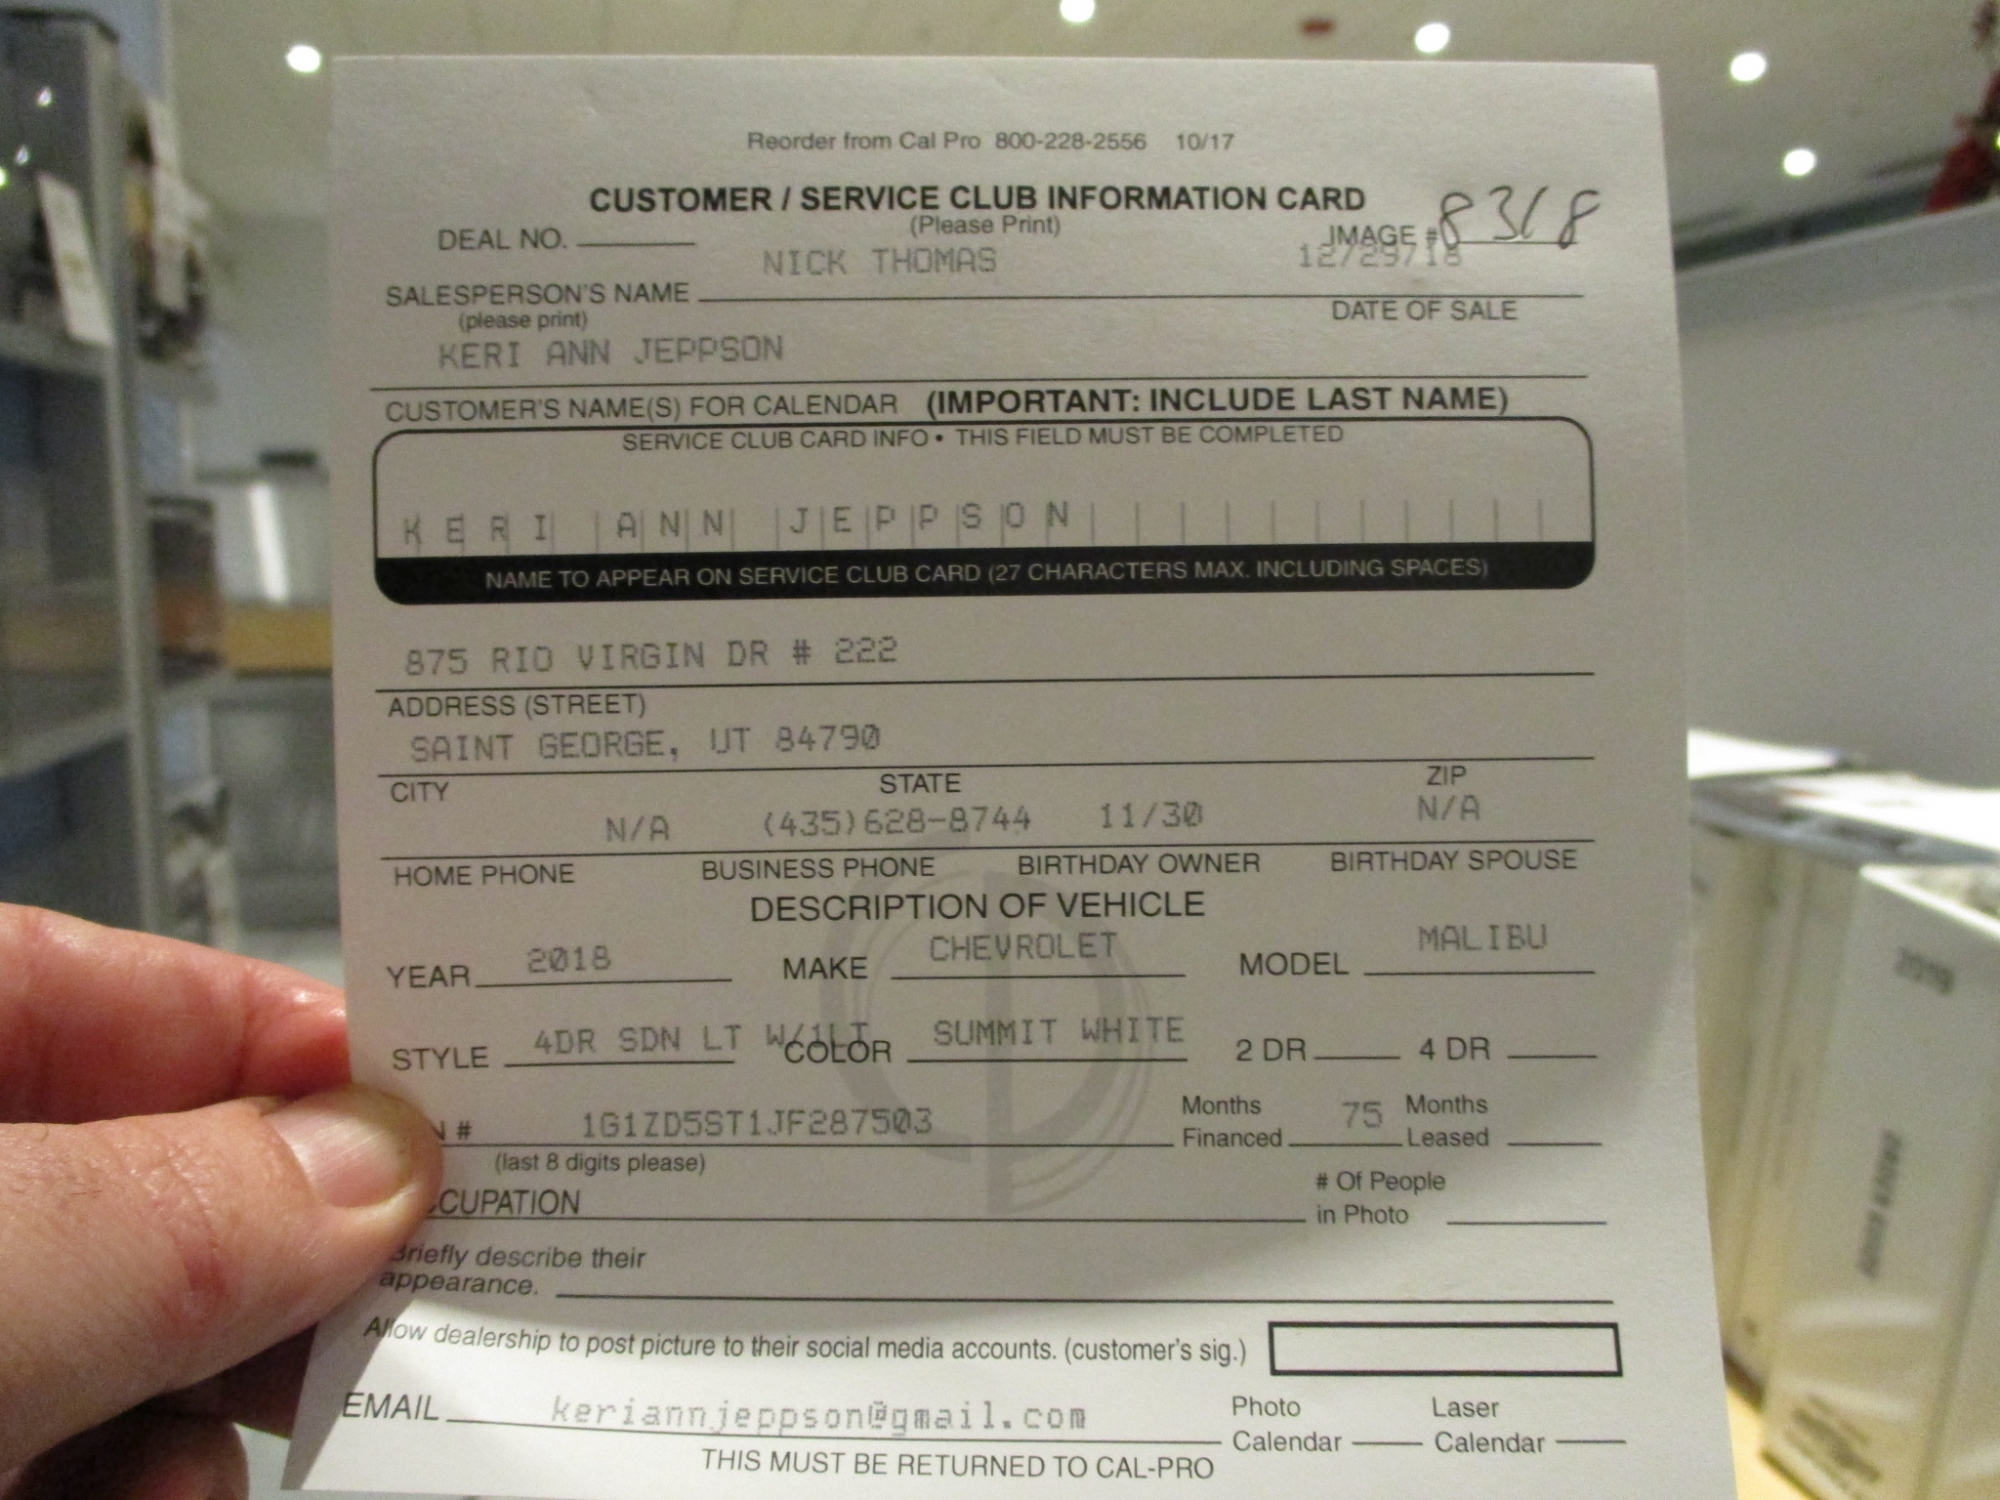 Reorder from Cal Pro 800-228-2556 10/17
CUSTOMER / SERVICE CLUB INFORMATION CARD
(Please Print)
DEAL NO. IMAGE # 8318
NICK THOMAS 12/29/18
SALESPERSON'S NAME
(please print) DATE OF SALE
KERI ANN JEPPSON
CUSTOMER'S NAME(S) FOR CALENDAR (IMPORTANT: INCLUDE LAST NAME)
SERVICE CLUB CARD INFO • THIS FIELD MUST BE COMPLETED
KERI ANN JEPPSON
NAME TO APPEAR ON SERVICE CLUB CARD (27 CHARACTERS MAX. INCLUDING SPACES)
875 RIO VIRGIN DR # 222
ADDRESS (STREET)
SAINT GEORGE, UT 84790
CITY STATE ZIP
N/A (435)628-8744 11/30 N/A
HOME PHONE BUSINESS PHONE BIRTHDAY OWNER BIRTHDAY SPOUSE
DESCRIPTION OF VEHICLE
YEAR 2018 MAKE CHEVROLET MODEL MALIBU
STYLE 4DR SDN LT W/1LT COLOR SUMMIT WHITE 2 DR 4 DR
N # 1G1ZD5ST1JF287503 Months Financed 75 Months Leased
(last 8 digits please)
CUPATION # Of People in Photo
Briefly describe their
appearance.
Allow dealership to post picture to their social media accounts. (customer's sig.)
EMAIL keriannjeppson@gmail.com Photo Calendar Laser Calendar
THIS MUST BE RETURNED TO CAL-PRO
2019